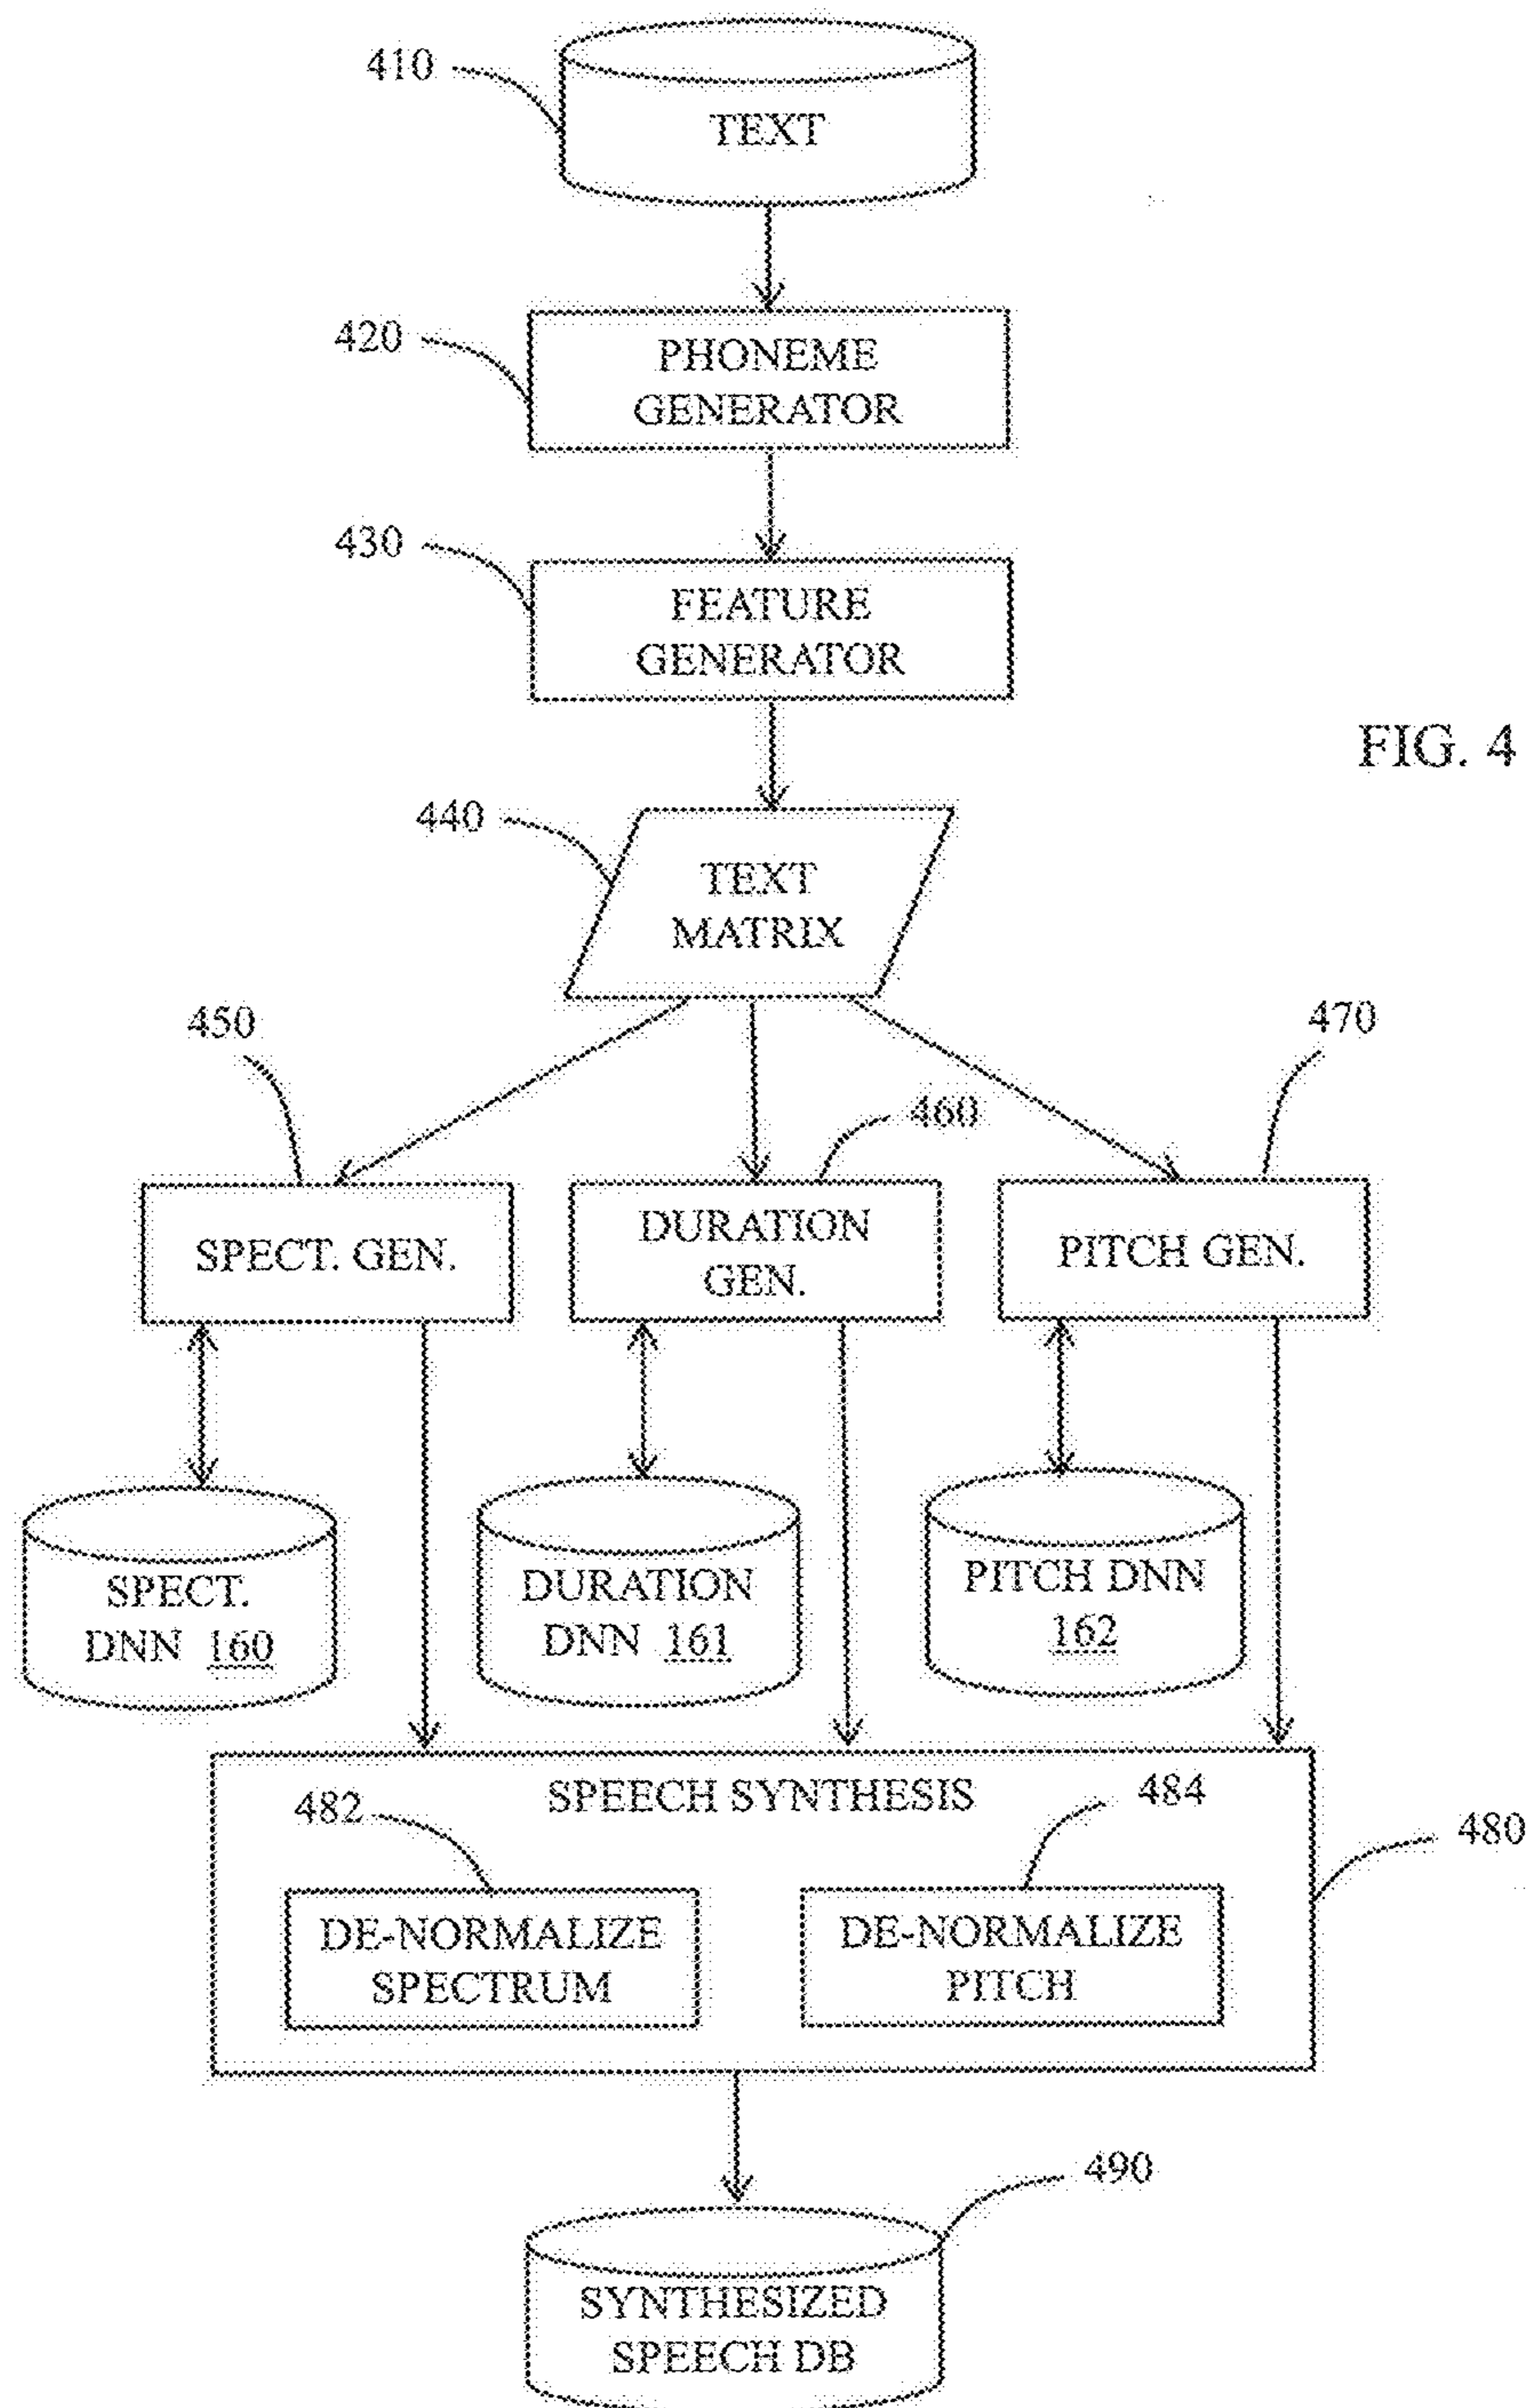 410
TEXT
420
PHONEME
GENERATOR
430
FEATURE
GENERATOR
FIG. 4
440
TEXT
MATRIX
450
470
460
SPECT. GEN.
DURATION
GEN.
PITCH GEN.
SPECT.
DNN 160
DURATION
DNN 161
PITCH DNN
162
SPEECH SYNTHESIS
482
484
480
DE-NORMALIZE
SPECTRUM
DE-NORMALIZE
PITCH
490
SYNTHESIZED
SPEECH DB